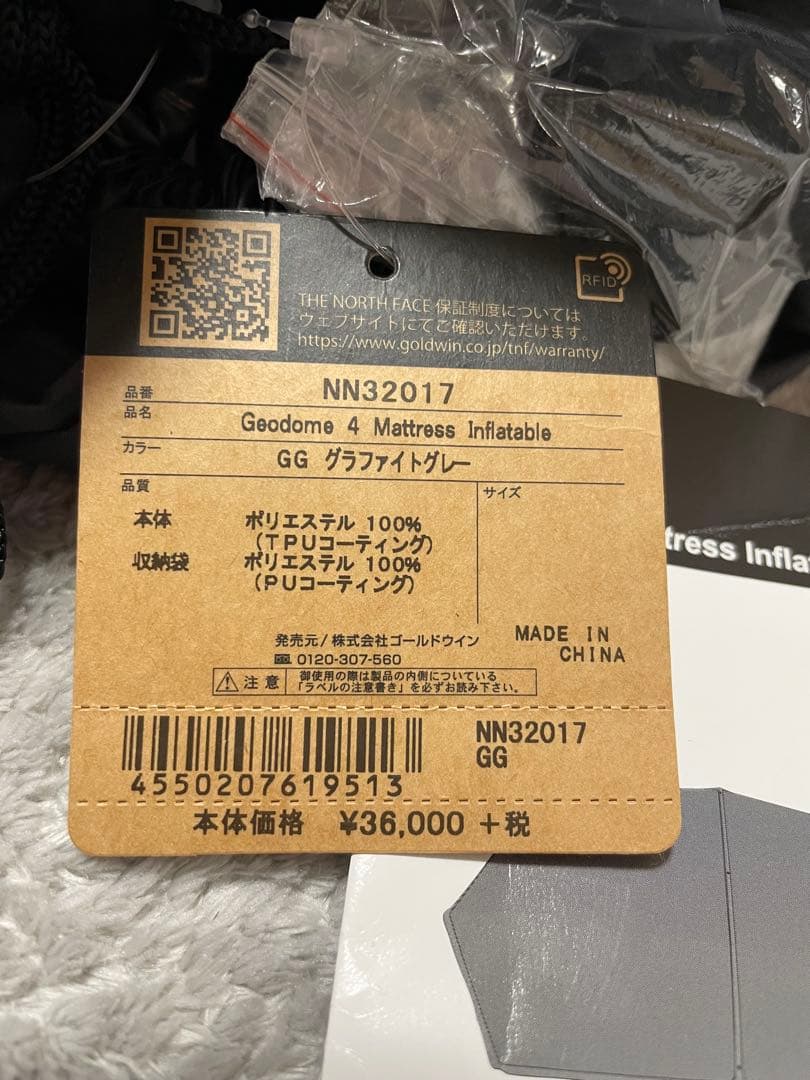 RFID
THE NORTH FACE 保証制度については
ウェブサイトにてご確認いただけます。
https://www.goldwin.co.jp/tnf/warranty/
品番 NN32017
品名 Geodome 4 Mattress Inflatable
カラー GG グラファイトグレー
品質
サイズ
本体 ポリエステル 100%
(TPUコーティング)
収納袋 ポリエステル 100%
(PUコーティング)
MADE IN
CHINA
発売元/株式会社ゴールドウイン
0120-307-560
注意
御使用の際は製品の内側についている
「ラベルの注意書き」を必ずお読み下さい。
4550207619513
NN32017
GG
本体価格 ¥36,000 +税
tress Infla